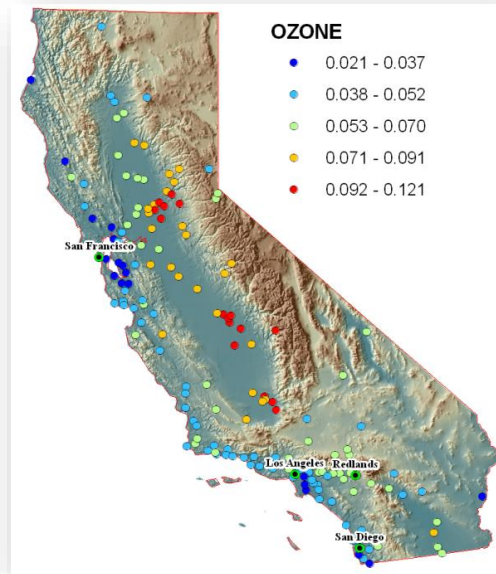 OZONE
0.021 - 0.037
0.038 - 0.052
0.053 - 0.070
0.071 - 0.091
0.092 - 0.121
San Francisco
Los Angeles
Redlands
San Diego